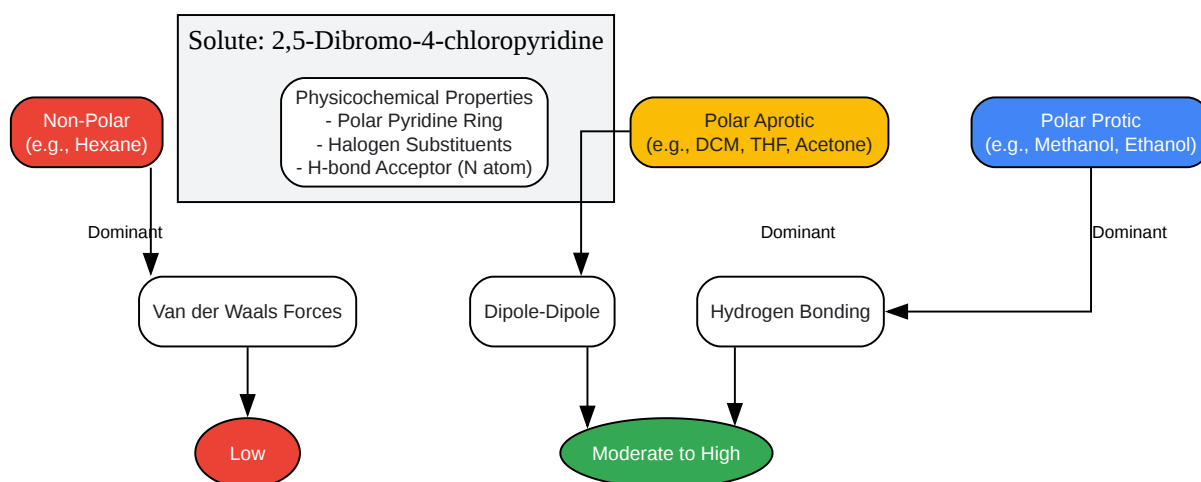 Solute: 2,5-Dibromo-4-chloropyridine
Physicochemical Properties
- Polar Pyridine Ring
- Halogen Substituents
- H-bond Acceptor (N atom)
Non-Polar
(e.g., Hexane)
Polar Aprotic
(e.g., DCM, THF, Acetone)
Polar Protic
(e.g., Methanol, Ethanol)
Dominant
Dominant
Dominant
Van der Waals Forces
Dipole-Dipole
Hydrogen Bonding
Low
Moderate to High